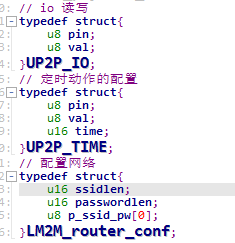 // io 读写
typedef struct{
u8 pin;
u8 val;
}UP2P_IO;
// 定时动作的配置
typedef struct{
u8 pin;
u8 val;
u16 time;
}UP2P_TIME;
// 配置网络
typedef struct{
u16 ssidlen;
u16 passwordlen;
u8 p_ssid_pw[0];
}LM2M_router_conf;